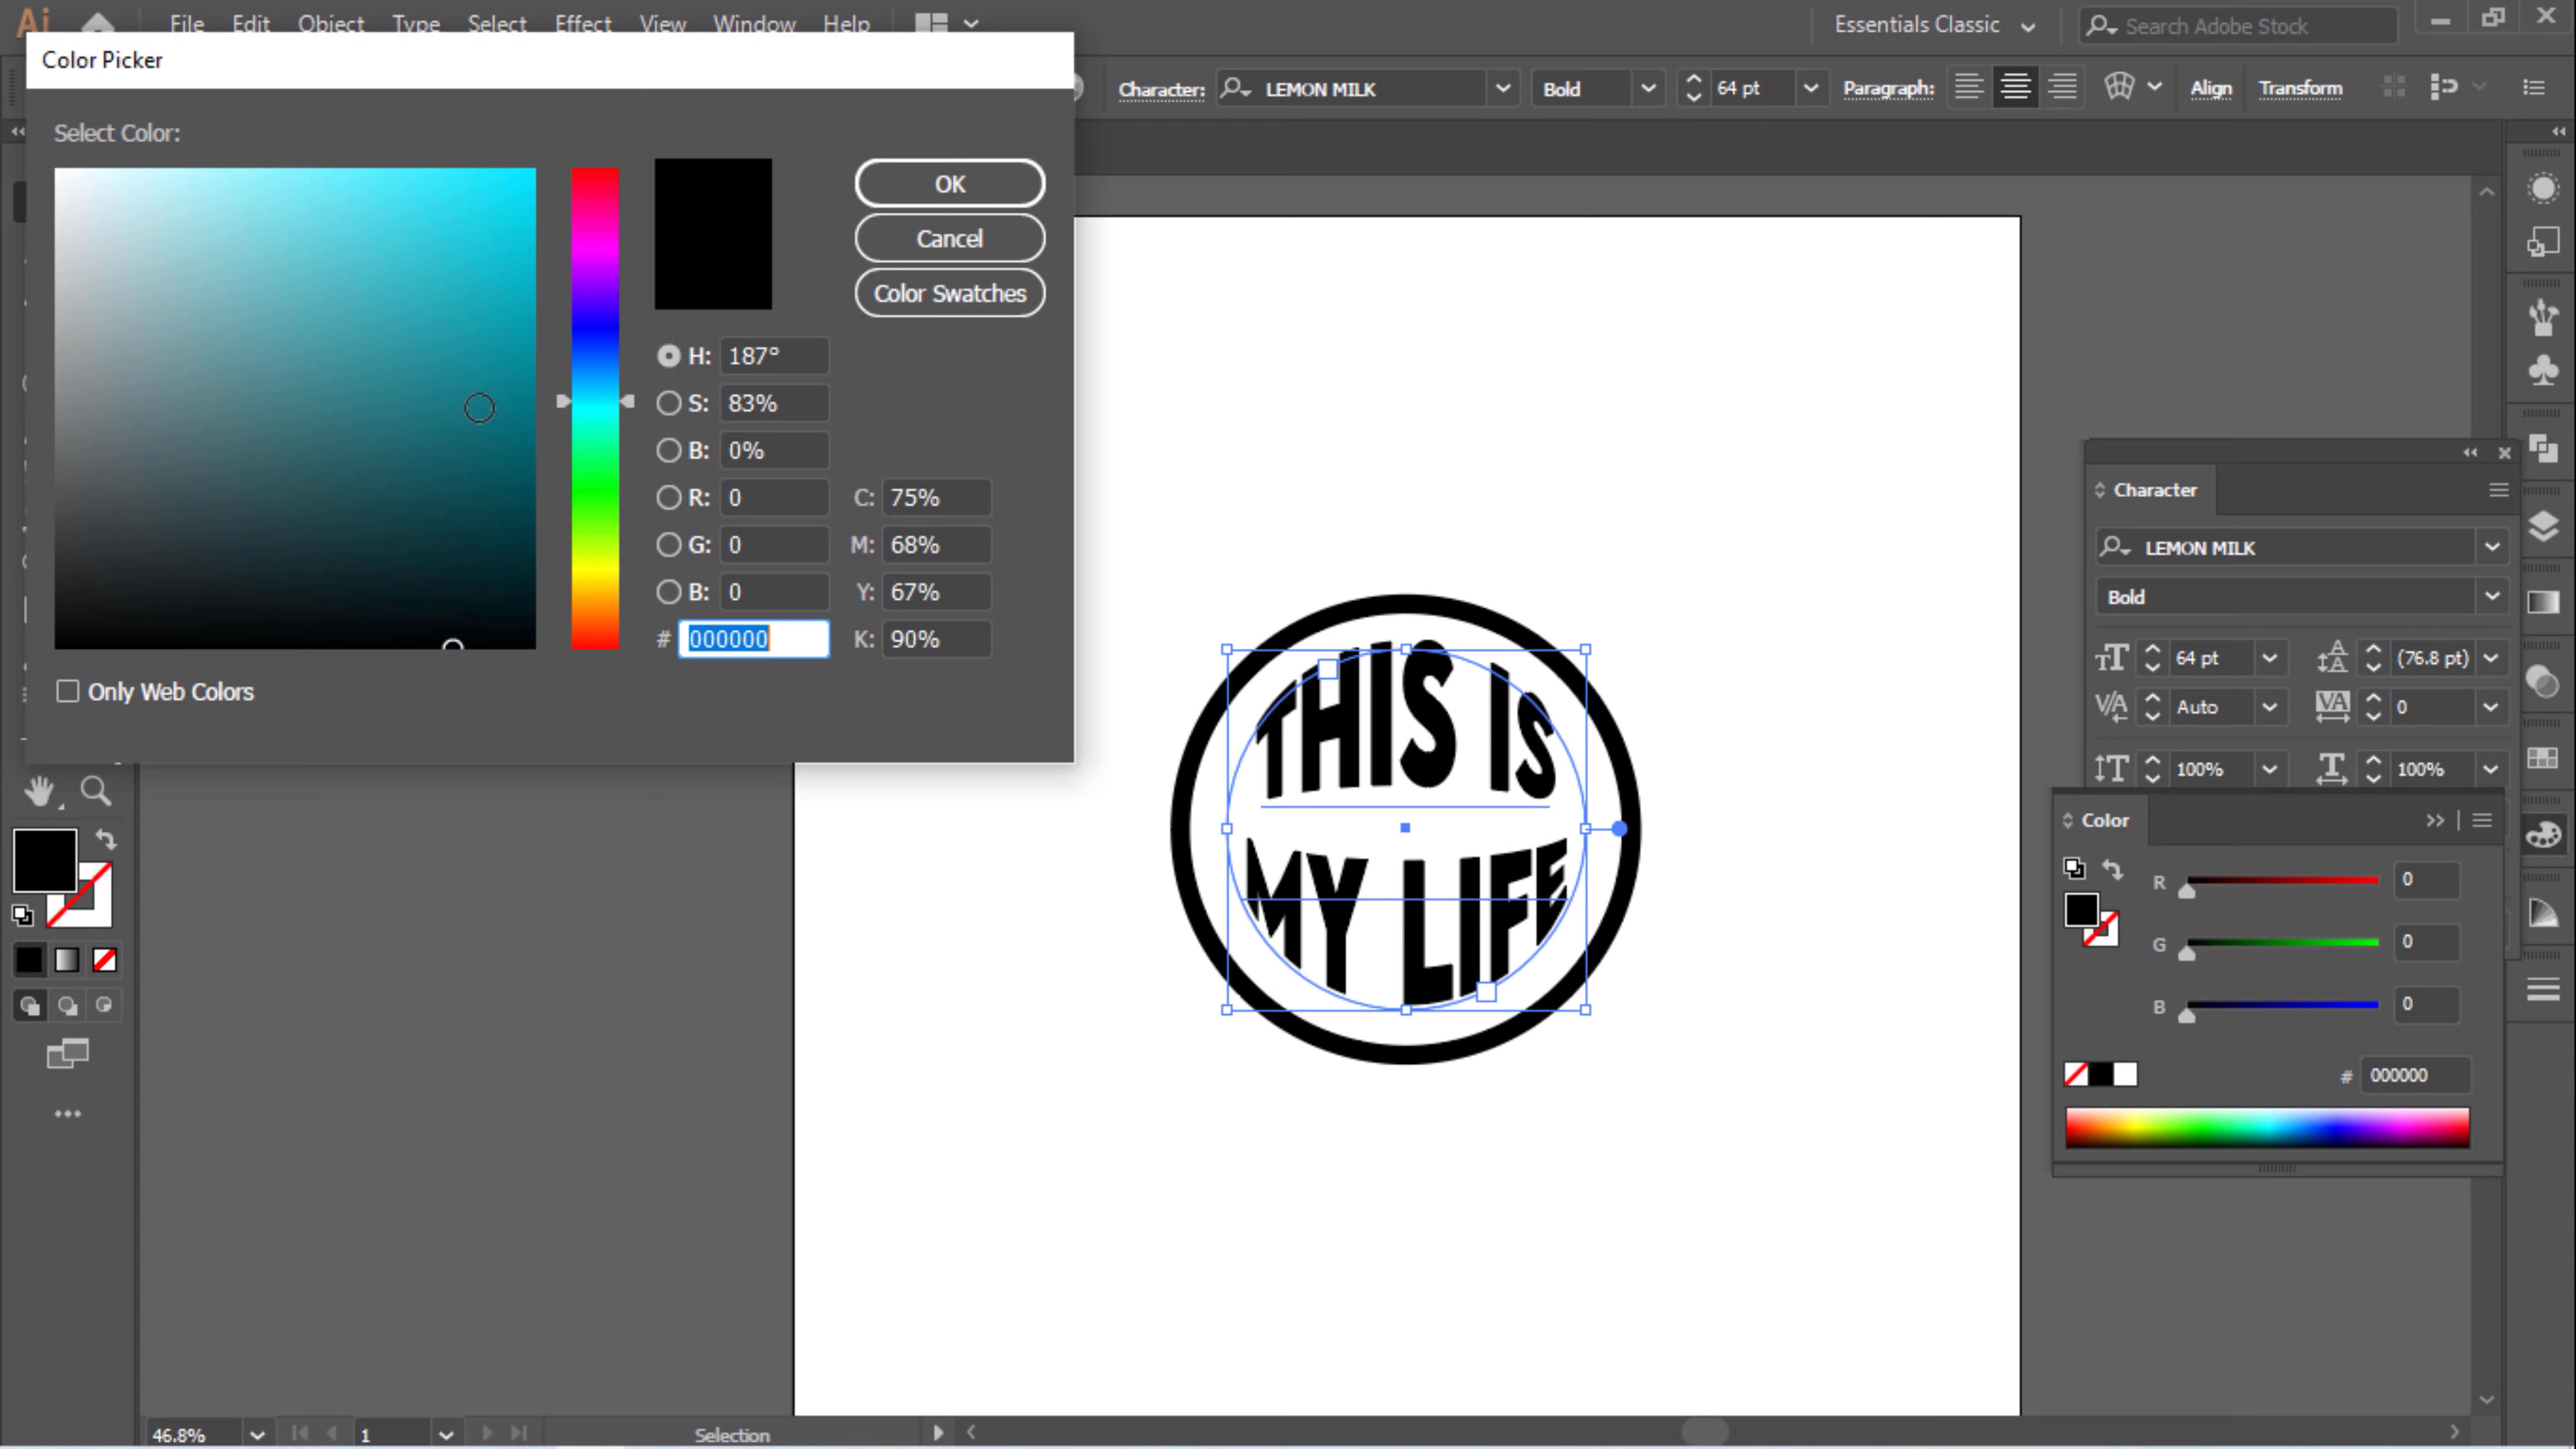 Ai File Edit Object Type Select Effect View Window Help
Essentials Classic
Search Adobe Stock
Color Picker
Character: LEMON MILK Bold 64 pt Paragraph: Align Transform
Select Color:
OK
Cancel
Color Swatches
H: 187°
S: 83%
B: 0%
R: 0 C: 75%
G: 0 M: 68%
B: 0 Y: 67%
# 000000 K: 90%
Only Web Colors
THIS IS
MY LIFE
Character
LEMON MILK
Bold
64 pt (76.8 pt)
Auto 0
100% 100%
Color
R 0
G 0
B 0
# 000000
46.8% 1 Selection